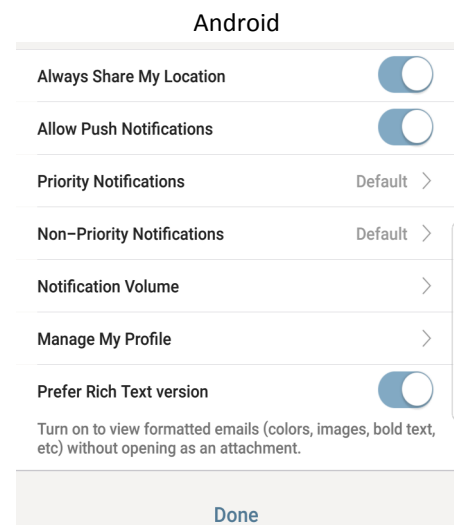 Android
Always Share My Location
Allow Push Notifications
Priority Notifications Default >
Non-Priority Notifications Default >
Notification Volume >
Manage My Profile >
Prefer Rich Text version
Turn on to view formatted emails (colors, images, bold text,
etc) without opening as an attachment.
Done